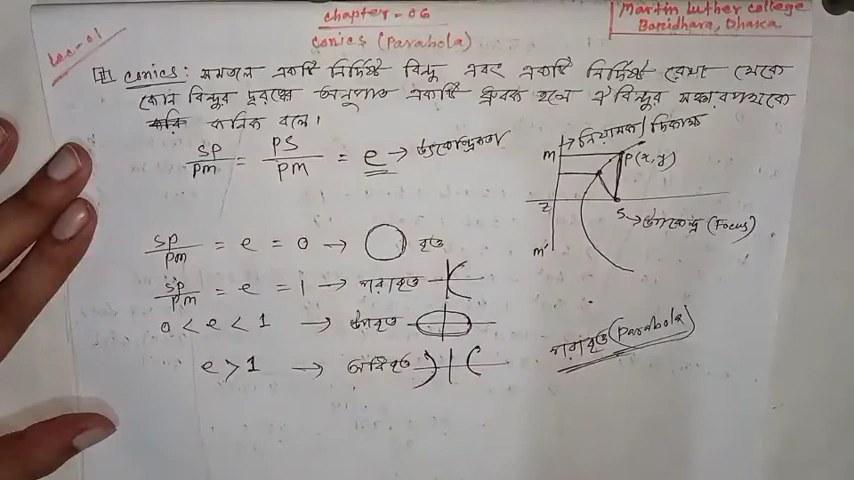 Lec-01
chapter-06
conics (Parabola)
Martin Luther college
Baridhara, Dhaka
conics: সমতলে একটি নির্দিষ্ট বিন্দু এবং একটি নির্দিষ্ট রেখা থেকে
কোন বিন্দুর দূরত্বের অনুপাত একটি ধ্রুবক হলে ঐ বিন্দুর সঞ্চারপথকে
কনিক বলে।
SP/PM = PS/PM = e → উৎকেন্দ্রিকতা
→ নিয়ামক/দিকাক্ষ
M P(x,y)
Z S → উপকেন্দ্র (Focus)
M'
SP/PM = e = 0 → বৃত্ত
SP/PM = e = 1 → পরাবৃত্ত
0 < e < 1 → উপবৃত্ত
e > 1 → অধিবৃত্ত
পরাবৃত্ত (Parabola)